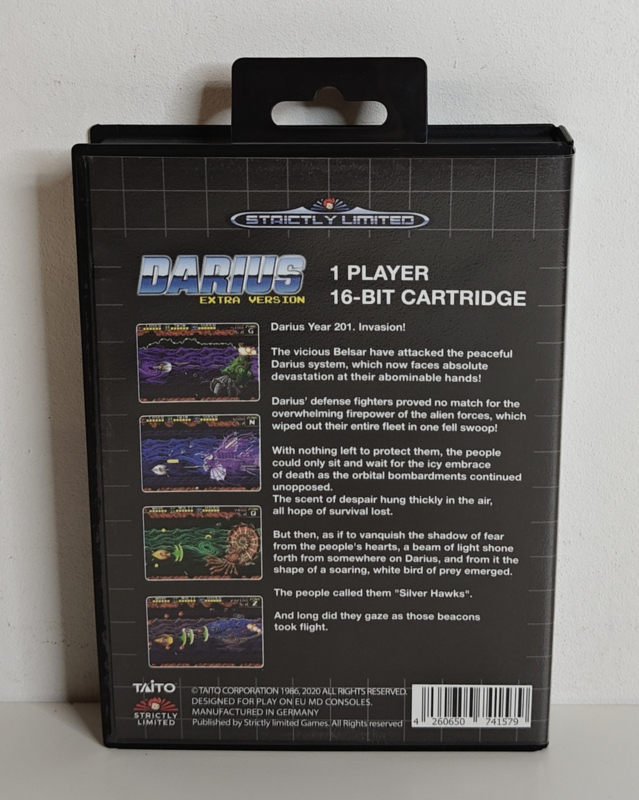 STRICTLY LIMITED
DARIUS
EXTRA VERSION
1 PLAYER
16-BIT CARTRIDGE
Darius Year 201. Invasion!
The vicious Belsar have attacked the peaceful
Darius system, which now faces absolute
devastation at their abominable hands!
Darius' defense fighters proved no match for the
overwhelming firepower of the alien forces, which
wiped out their entire fleet in one fell swoop!
With nothing left to protect them, the people
could only sit and wait for the icy embrace
of death as the orbital bombardments continued
unopposed.
The scent of despair hung thickly in the air,
all hope of survival lost.
But then, as if to vanquish the shadow of fear
from the people's hearts, a beam of light shone
forth from somewhere on Darius, and from it the
shape of a soaring, white bird of prey emerged.
The people called them "Silver Hawks".
And long did they gaze as those beacons
took flight.
TAITO
STRICTLY
LIMITED
©TAITO CORPORATION 1986, 2020 ALL RIGHTS RESERVED.
DESIGNED FOR PLAY ON EU MD CONSOLES.
MANUFACTURED IN GERMANY
Published by Strictly limited Games. All Rights reserved
4 260650 741579